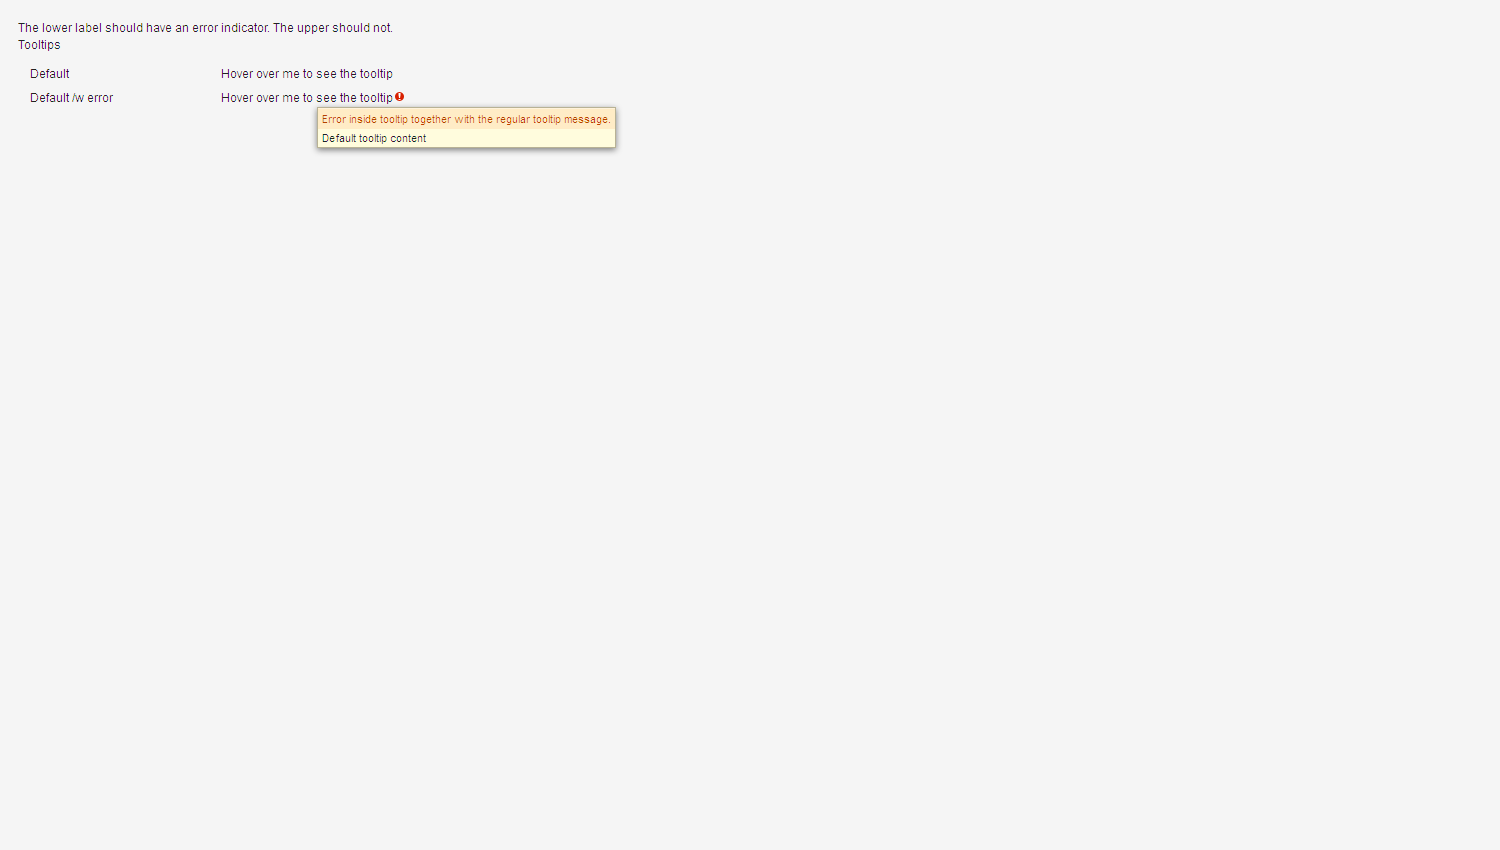 The lower label should have an error indicator. The upper should not.
Tooltips
Default Hover over me to see the tooltip
Default /w error Hover over me to see the tooltip
Error inside tooltip together with the regular tooltip message.
Default tooltip content